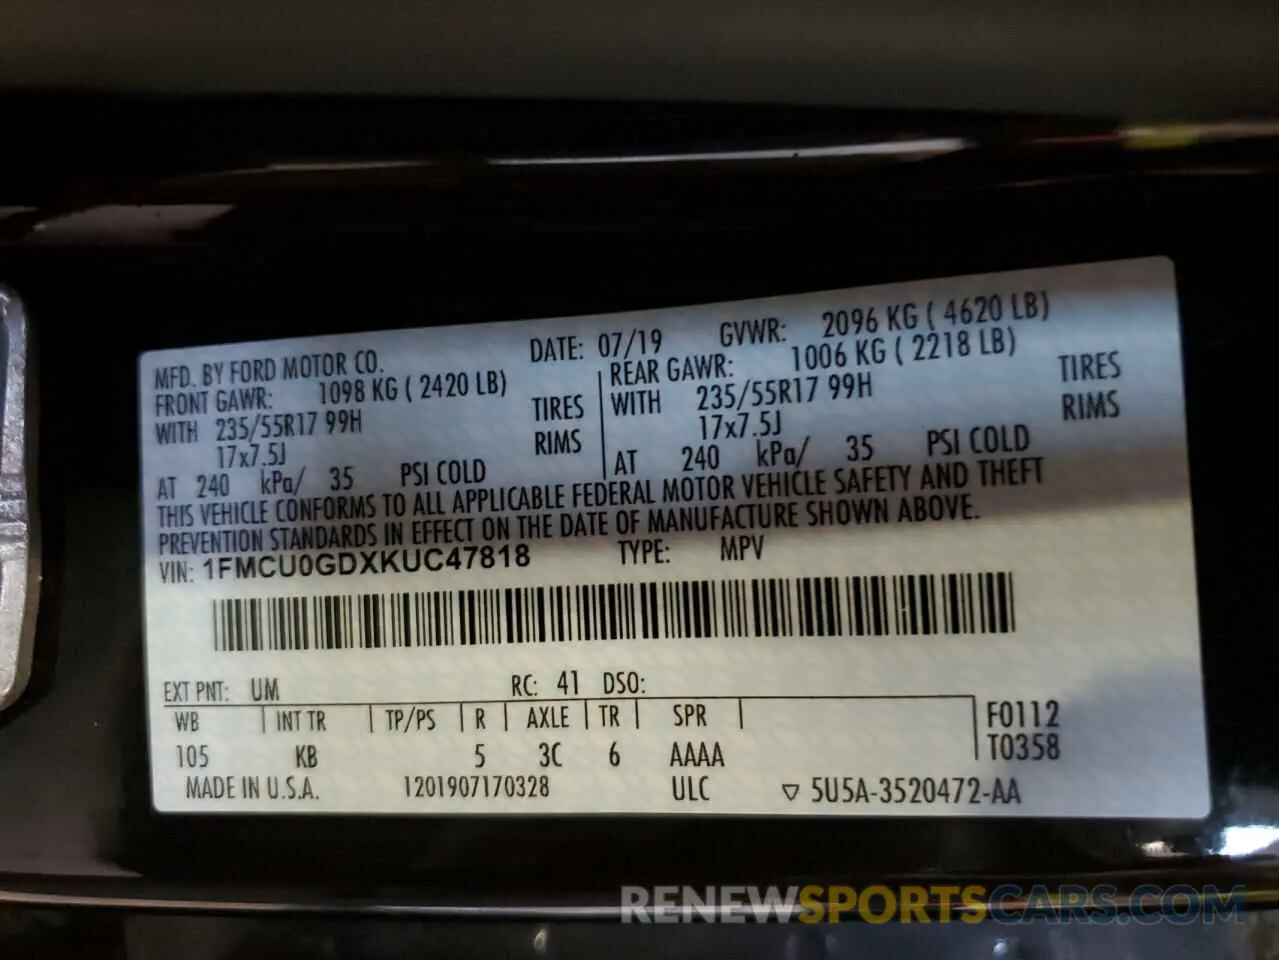 MFD. BY FORD MOTOR CO. DATE: 07/19 GVWR: 2096 KG ( 4620 LB)
FRONT GAWR: 1098 KG ( 2420 LB) REAR GAWR: 1006 KG ( 2218 LB)
WITH 235/55R17 99H TIRES WITH 235/55R17 99H TIRES
17x7.5J RIMS 17x7.5J RIMS
AT 240 kPa/ 35 PSI COLD AT 240 kPa/ 35 PSI COLD
THIS VEHICLE CONFORMS TO ALL APPLICABLE FEDERAL MOTOR VEHICLE SAFETY AND THEFT
PREVENTION STANDARDS IN EFFECT ON THE DATE OF MANUFACTURE SHOWN ABOVE.
VIN: 1FMCU0GDXKUC47818 TYPE: MPV
EXT PNT: UM RC: 41 DSO:
WB INT TR TP/PS R AXLE TR SPR F0112
105 KB 5 3C 6 AAAA T0358
MADE IN U.S.A. 1201907170328 ULC ▽ 5U5A-3520472-AA
RENEWSPORTSCARS.COM